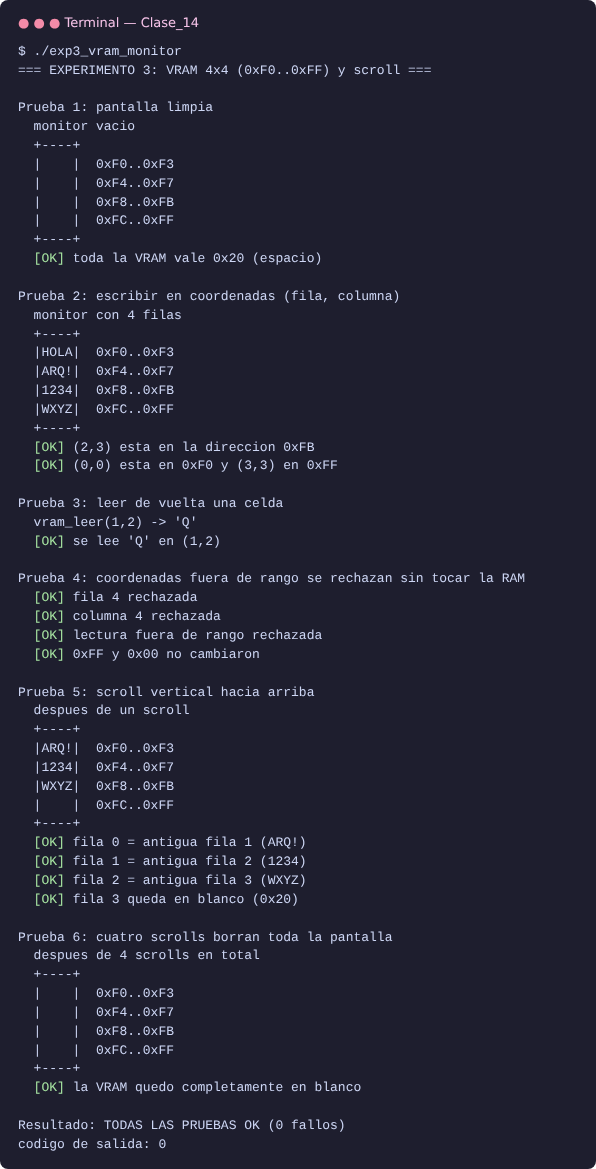 Terminal — Clase_14
$ ./exp3_vram_monitor
=== EXPERIMENTO 3: VRAM 4x4 (0xF0..0xFF) y scroll ===
Prueba 1: pantalla limpia
  monitor vacio
  +----+
  |    |  0xF0..0xF3
  |    |  0xF4..0xF7
  |    |  0xF8..0xFB
  |    |  0xFC..0xFF
  +----+
  [OK] toda la VRAM vale 0x20 (espacio)
Prueba 2: escribir en coordenadas (fila, columna)
  monitor con 4 filas
  +----+
  |HOLA|  0xF0..0xF3
  |ARQ!|  0xF4..0xF7
  |1234|  0xF8..0xFB
  |WXYZ|  0xFC..0xFF
  +----+
  [OK] (2,3) esta en la direccion 0xFB
  [OK] (0,0) esta en 0xF0 y (3,3) en 0xFF
Prueba 3: leer de vuelta una celda
  vram_leer(1,2) -> 'Q'
  [OK] se lee 'Q' en (1,2)
Prueba 4: coordenadas fuera de rango se rechazan sin tocar la RAM
  [OK] fila 4 rechazada
  [OK] columna 4 rechazada
  [OK] lectura fuera de rango rechazada
  [OK] 0xFF y 0x00 no cambiaron
Prueba 5: scroll vertical hacia arriba
  despues de un scroll
  +----+
  |ARQ!|  0xF0..0xF3
  |1234|  0xF4..0xF7
  |WXYZ|  0xF8..0xFB
  |    |  0xFC..0xFF
  +----+
  [OK] fila 0 = antigua fila 1 (ARQ!)
  [OK] fila 1 = antigua fila 2 (1234)
  [OK] fila 2 = antigua fila 3 (WXYZ)
  [OK] fila 3 queda en blanco (0x20)
Prueba 6: cuatro scrolls borran toda la pantalla
  despues de 4 scrolls en total
  +----+
  |    |  0xF0..0xF3
  |    |  0xF4..0xF7
  |    |  0xF8..0xFB
  |    |  0xFC..0xFF
  +----+
  [OK] la VRAM quedo completamente en blanco
Resultado: TODAS LAS PRUEBAS OK (0 fallos)
codigo de salida: 0